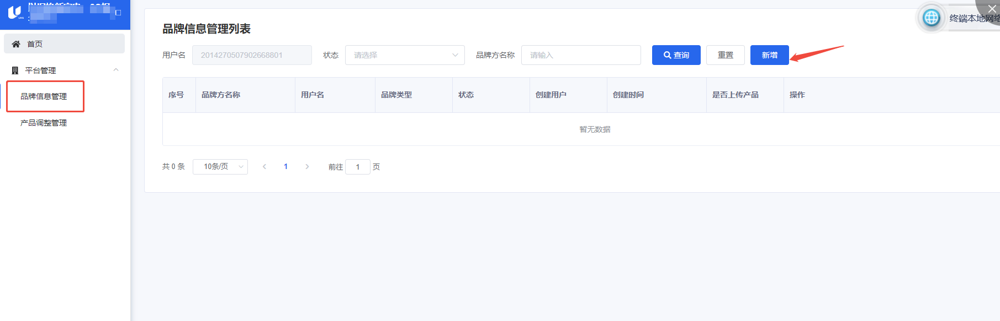 品牌信息管理列表
终端本地网络
首页
用户名 2014270507902668801 状态 请选择 品牌方名称 请输入 查询 重置 新增
平台管理
品牌信息管理
序号 品牌方名称 用户名 品牌类型 状态 创建用户 创建时间 是否上传产品 操作
产品调整管理
暂无数据
共 0 条 10条/页 1 前往 1 页